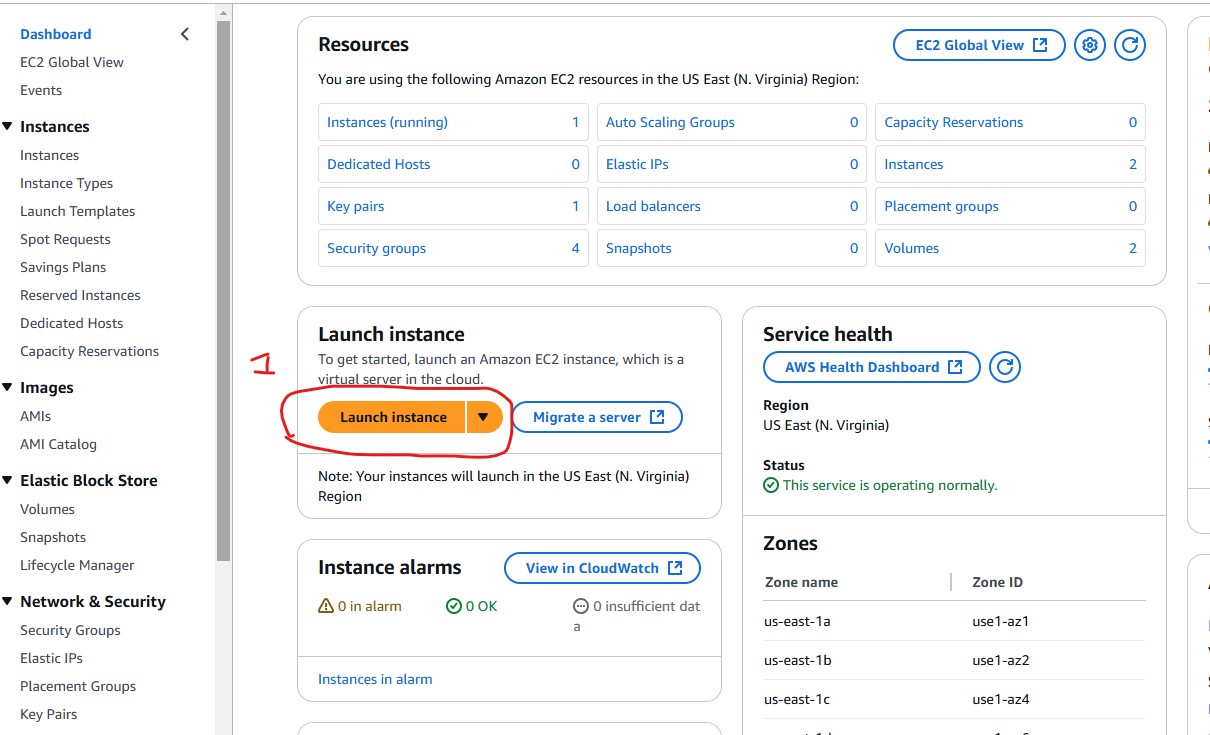 Dashboard
EC2 Global View
Events
Instances
Instances
Instance Types
Launch Templates
Spot Requests
Savings Plans
Reserved Instances
Dedicated Hosts
Capacity Reservations
Images
AMIs
AMI Catalog
Elastic Block Store
Volumes
Snapshots
Lifecycle Manager
Network & Security
Security Groups
Elastic IPs
Placement Groups
Key Pairs
Resources
EC2 Global View
You are using the following Amazon EC2 resources in the US East (N. Virginia) Region:
Instances (running) 1 Auto Scaling Groups 0 Capacity Reservations 0
Dedicated Hosts 0 Elastic IPs 0 Instances 2
Key pairs 1 Load balancers 0 Placement groups 0
Security groups 4 Snapshots 0 Volumes 2
1
Launch instance
To get started, launch an Amazon EC2 instance, which is a
virtual server in the cloud.
Launch instance Migrate a server
Note: Your instances will launch in the US East (N. Virginia)
Region
Instance alarms View in CloudWatch
0 in alarm 0 OK 0 insufficient dat
a
Instances in alarm
Service health
AWS Health Dashboard
Region
US East (N. Virginia)
Status
This service is operating normally.
Zones
Zone name Zone ID
us-east-1a use1-az1
us-east-1b use1-az2
us-east-1c use1-az4